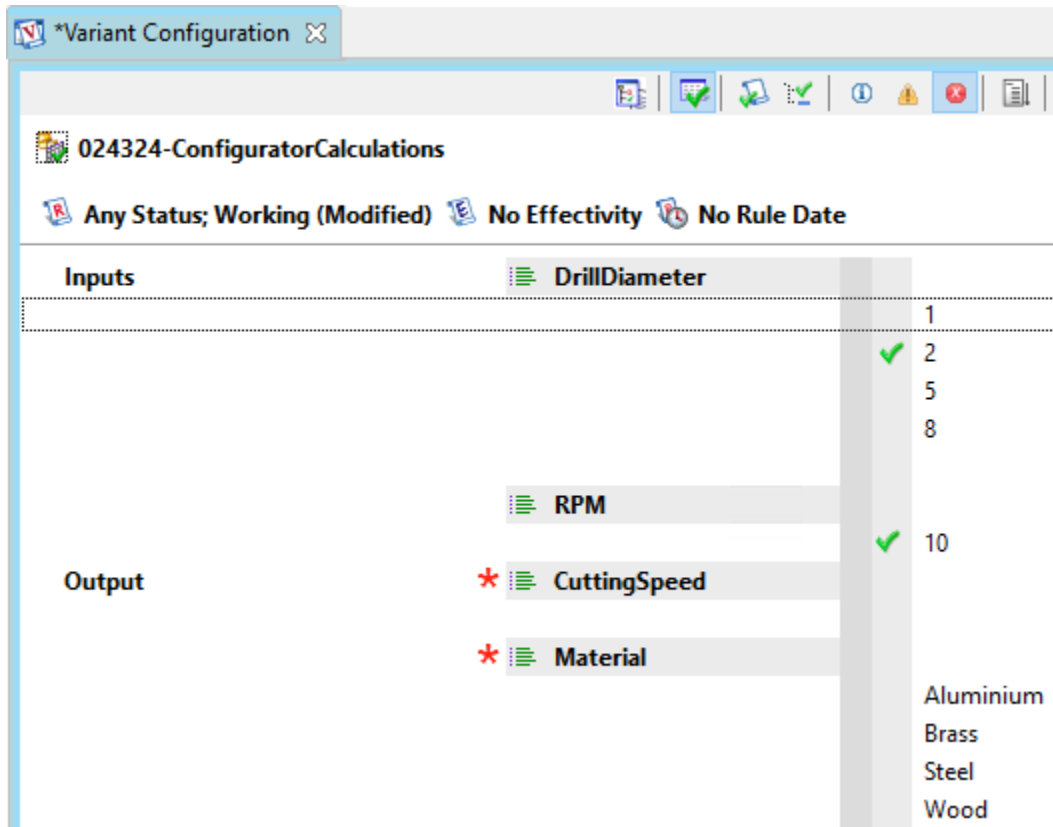 *Variant Configuration
024324-ConfiguratorCalculations
Any Status; Working (Modified) No Effectivity No Rule Date
Inputs DrillDiameter
1
2
5
8
RPM
10
Output * CuttingSpeed
* Material
Aluminium
Brass
Steel
Wood